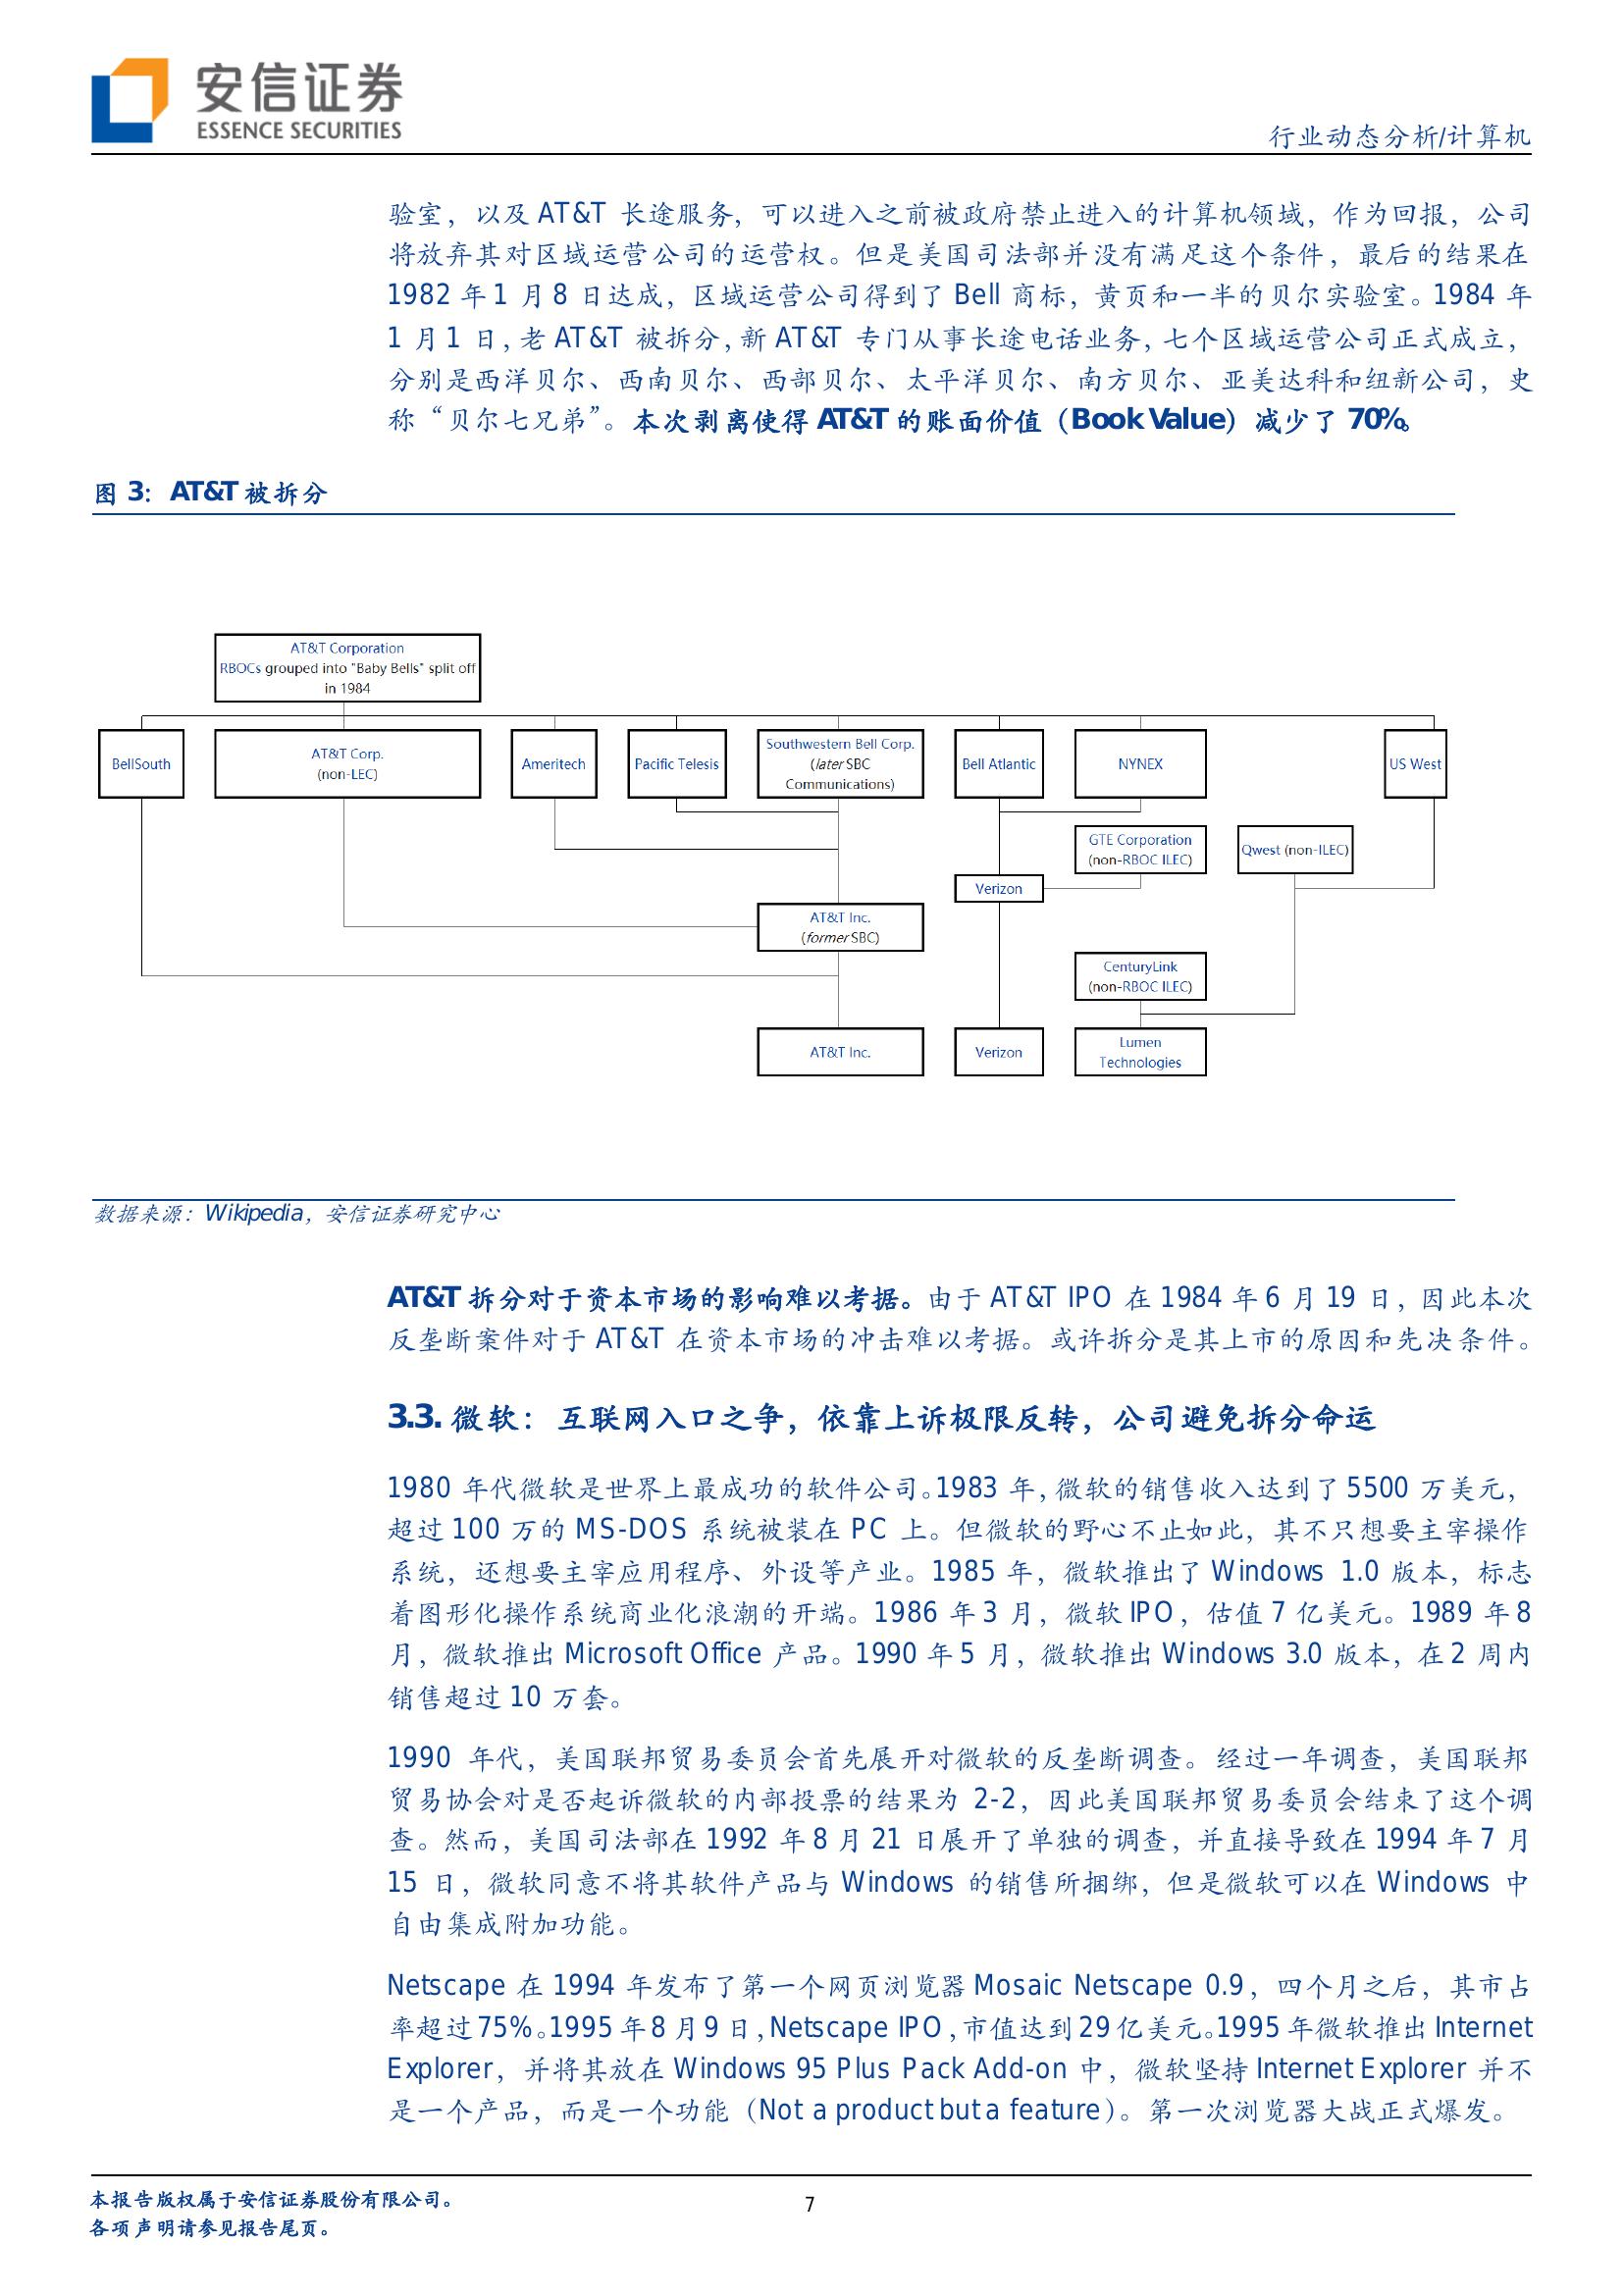 安信证券
ESSENCE SECURITIES
行业动态分析/计算机
验室，以及 AT&T 长途服务，可以进入之前被政府禁止进入的计算机领域，作为回报，公司
将放弃其对区域运营公司的运营权。但是美国司法部并没有满足这个条件，最后的结果在
1982 年 1 月 8 日达成，区域运营公司得到了 Bell 商标，黄页和一半的贝尔实验室。1984 年
1 月 1 日，老 AT&T 被拆分，新 AT&T 专门从事长途电话业务，七个区域运营公司正式成立，
分别是西洋贝尔、西南贝尔、西部贝尔、太平洋贝尔、南方贝尔、亚美达科和纽新公司，史
称“贝尔七兄弟”。本次剥离使得 AT&T 的账面价值（Book Value）减少了 70%。
图 3：AT&T 被拆分
AT&T Corporation
RBOCs grouped into "Baby Bells" split off
in 1984
BellSouth
AT&T Corp.
(non-LEC)
Ameritech
Pacific Telesis
Southwestern Bell Corp.
(later SBC
Communications)
Bell Atlantic
NYNEX
US West
GTE Corporation
(non-RBOC ILEC)
Qwest (non-ILEC)
Verizon
AT&T Inc.
(former SBC)
CenturyLink
(non-RBOC ILEC)
AT&T Inc.
Verizon
Lumen
Technologies
数据来源：Wikipedia，安信证券研究中心
AT&T 拆分对于资本市场的影响难以考据。由于 AT&T IPO 在 1984 年 6 月 19 日，因此本次
反垄断案件对于 AT&T 在资本市场的冲击难以考据。或许拆分是其上市的原因和先决条件。
3.3. 微软：互联网入口之争，依靠上诉极限反转，公司避免拆分命运
1980 年代微软是世界上最成功的软件公司。1983 年，微软的销售收入达到了 5500 万美元，
超过 100 万的 MS-DOS 系统被装在 PC 上。但微软的野心不止如此，其不只想要主宰操作
系统，还想要主宰应用程序、外设等产业。1985 年，微软推出了 Windows 1.0 版本，标志
着图形化操作系统商业化浪潮的开端。1986 年 3 月，微软 IPO，估值 7 亿美元。1989 年 8
月，微软推出 Microsoft Office 产品。1990 年 5 月，微软推出 Windows 3.0 版本，在 2 周内
销售超过 10 万套。
1990 年代，美国联邦贸易委员会首先展开对微软的反垄断调查。经过一年调查，美国联邦
贸易协会对是否起诉微软的内部投票的结果为 2-2，因此美国联邦贸易委员会结束了这个调
查。然而，美国司法部在 1992 年 8 月 21 日展开了单独的调查，并直接导致在 1994 年 7 月
15 日，微软同意不将其软件产品与 Windows 的销售所捆绑，但是微软可以在 Windows 中
自由集成附加功能。
Netscape 在 1994 年发布了第一个网页浏览器 Mosaic Netscape 0.9，四个月之后，其市占
率超过 75%。1995 年 8 月 9 日，Netscape IPO，市值达到 29 亿美元。1995 年微软推出 Internet
Explorer，并将其放在 Windows 95 Plus Pack Add-on 中，微软坚持 Internet Explorer 并不
是一个产品，而是一个功能（Not a product but a feature）。第一次浏览器大战正式爆发。
本报告版权属于安信证券股份有限公司。
各项声明请参见报告尾页。
7